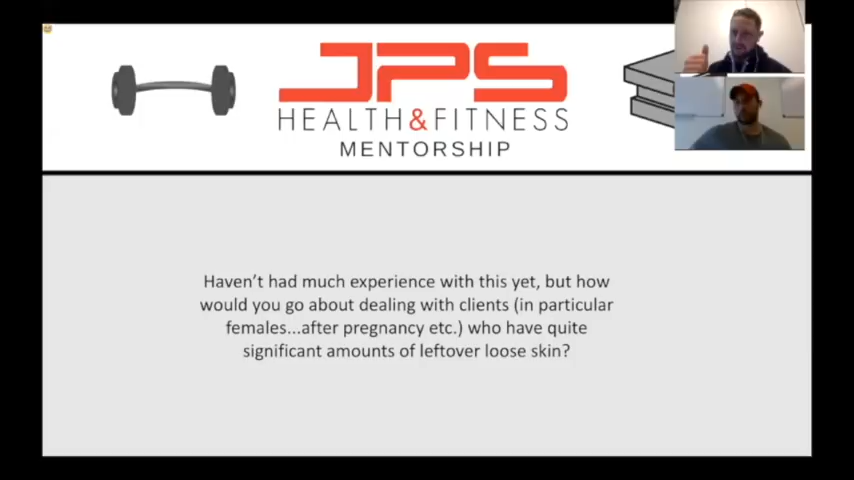 JPS
HEALTH&FITNESS
MENTORSHIP
Haven't had much experience with this yet, but how
would you go about dealing with clients (in particular
females...after pregnancy etc.) who have quite
significant amounts of leftover loose skin?